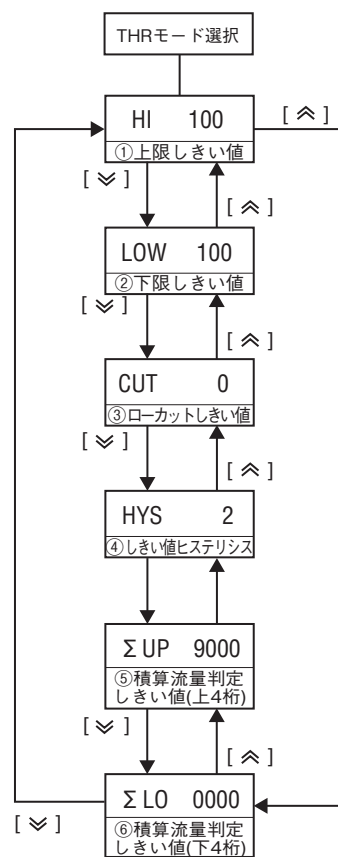 THRモード選択
HI 100
[ ︽ ]
①上限しきい値
[ ︾ ]
[ ︽ ]
LOW 100
②下限しきい値
[ ︾ ]
[ ︽ ]
CUT 0
③ローカットしきい値
[ ︾ ]
[ ︽ ]
HYS 2
④しきい値ヒステリシス
ΣUP 9000
⑤積算流量判定
しきい値(上4桁)
[ ︾ ]
[ ︽ ]
ΣLO 0000
[ ︾ ]
⑥積算流量判定
しきい値(下4桁)